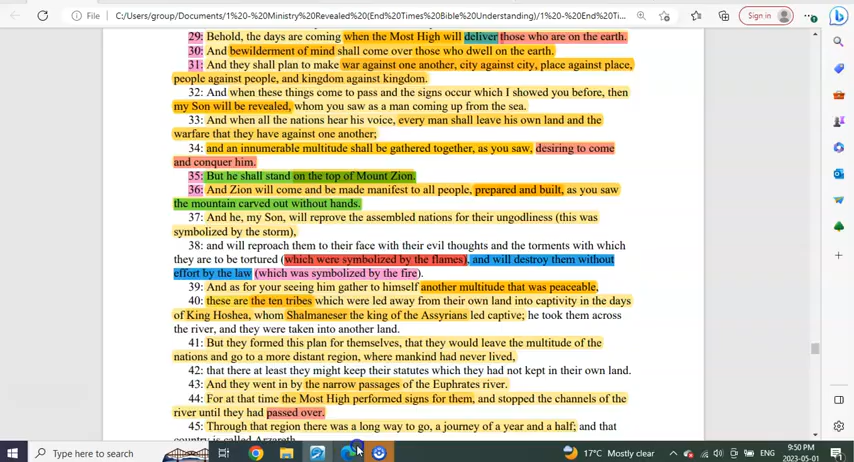 File
C:/Users/group/Documents/1%20-%20Ministry%20Revealed(End%20Times%20Bible%20Understanding)/1%20-%20End%20T...
Sign in
29: Behold, the days are coming when the Most High will deliver those who are on the earth.
30: And bewilderment of mind shall come over those who dwell on the earth.
31: And they shall plan to make war against one another, city against city, place against place,
people against people, and kingdom against kingdom.
32: And when these things come to pass and the signs occur which I showed you before, then
my Son will be revealed, whom you saw as a man coming up from the sea.
33: And when all the nations hear his voice, every man shall leave his own land and the
warfare that they have against one another;
34: and an innumerable multitude shall be gathered together, as you saw, desiring to come
and conquer him.
35: But he shall stand on the top of Mount Zion.
36: And Zion will come and be made manifest to all people, prepared and built, as you saw
the mountain carved out without hands.
37: And he, my Son, will reprove the assembled nations for their ungodliness (this was
symbolized by the storm),
38: and will reproach them to their face with their evil thoughts and the torments with which
they are to be tortured (which were symbolized by the flames), and will destroy them without
effort by the law (which was symbolized by the fire).
39: And as for your seeing him gather to himself another multitude that was peaceable,
40: these are the ten tribes which were led away from their own land into captivity in the days
of King Hoshea, whom Shalmaneser the king of the Assyrians led captive; he took them across
the river, and they were taken into another land.
41: But they formed this plan for themselves, that they would leave the multitude of the
nations and go to a more distant region, where mankind had never lived,
42: that there at least they might keep their statutes which they had not kept in their own land.
43: And they went in by the narrow passages of the Euphrates river.
44: For at that time the Most High performed signs for them, and stopped the channels of the
river until they had passed over.
45: Through that region there was a long way to go, a journey of a year and a half; and that
country is called Arzareth.
Type here to search
17°C Mostly clear
ENG
9:50 PM
2023-05-01